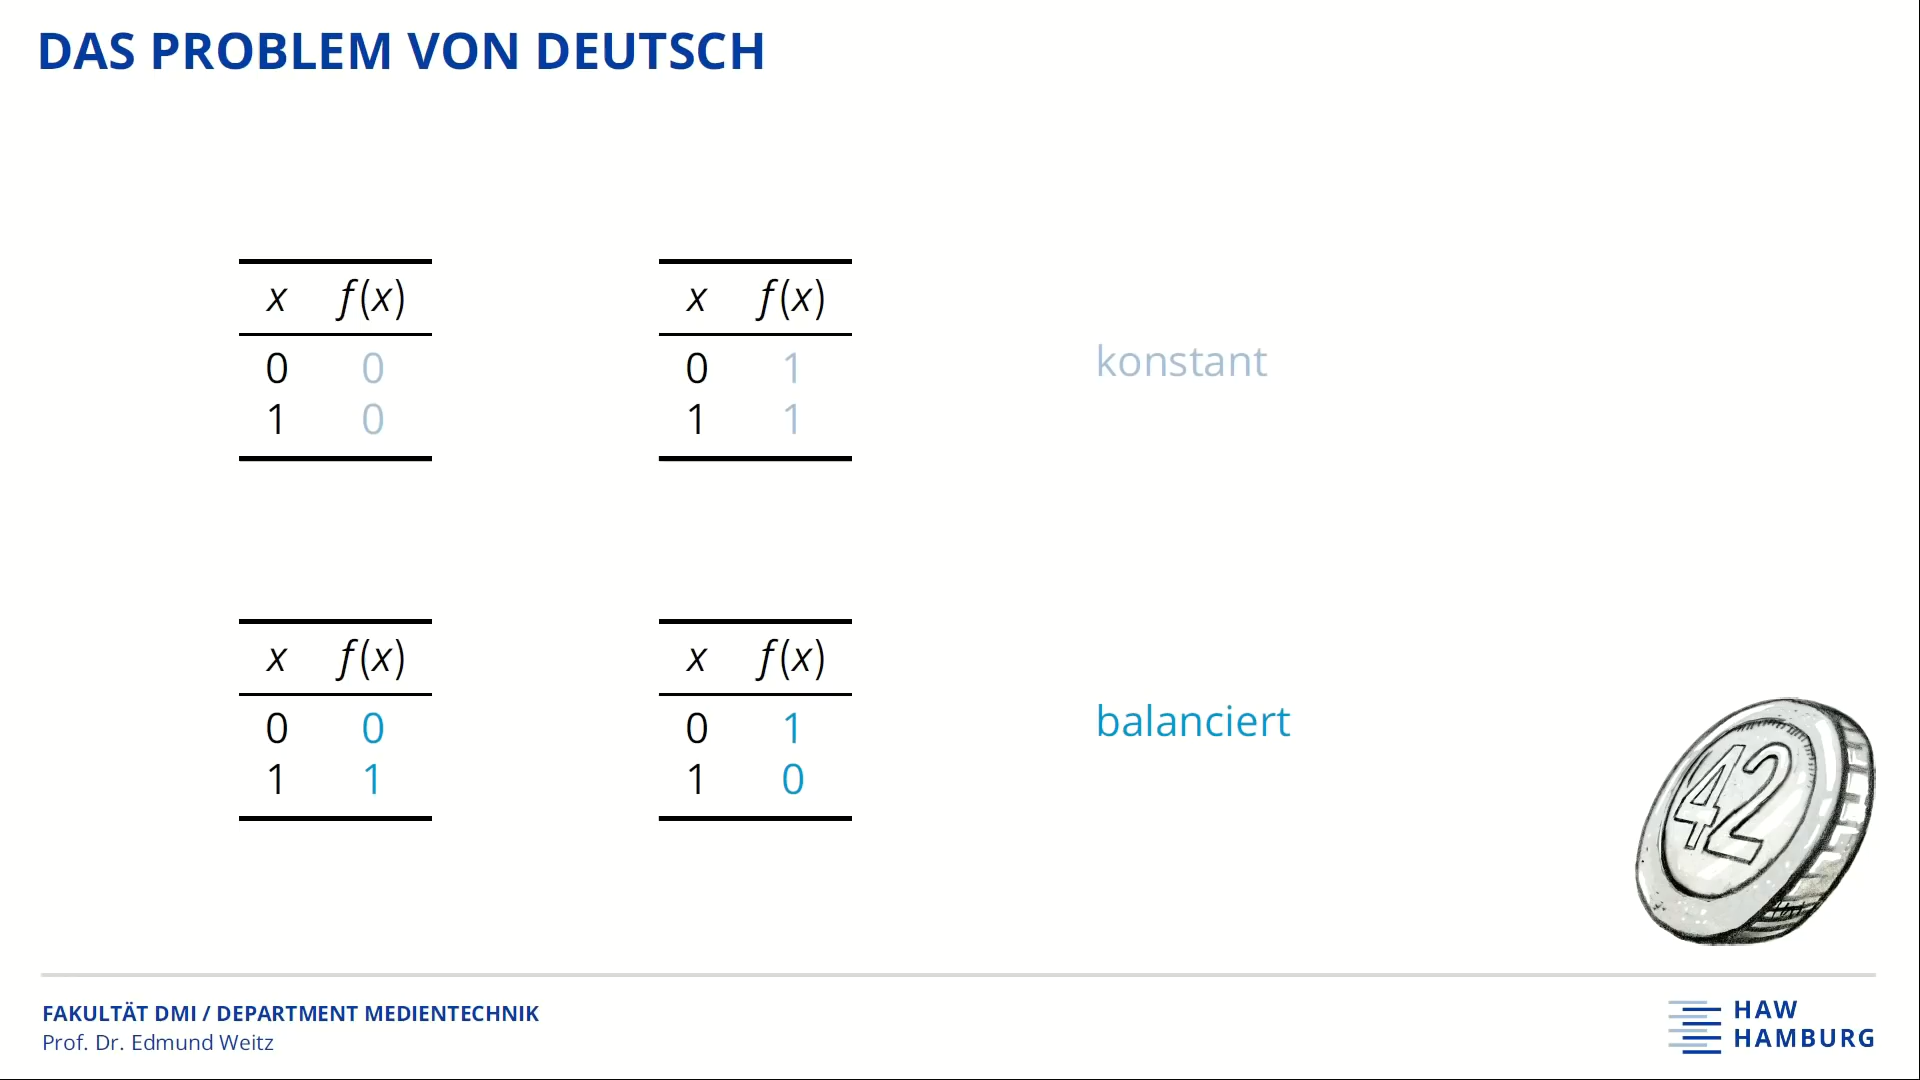 DAS PROBLEM VON DEUTSCH
x f(x)
0 0
1 0
x f(x)
0 1
1 1
konstant
x f(x)
0 0
1 1
x f(x)
0 1
1 0
balanciert
42
FAKULTÄT DMI / DEPARTMENT MEDIENTECHNIK
Prof. Dr. Edmund Weitz
HAW
HAMBURG